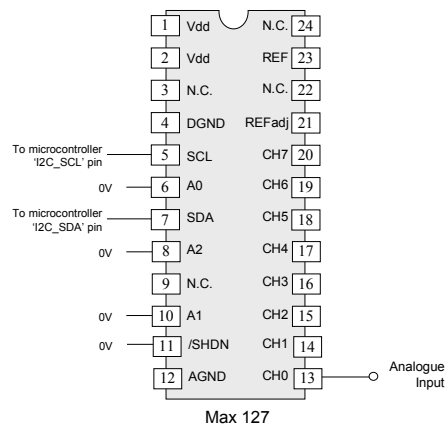 1 Vdd N.C. 24
2 Vdd REF 23
3 N.C. N.C. 22
4 DGND REFadj 21
To microcontroller
'I2C_SCL' pin
5 SCL CH7 20
0V 6 A0 CH6 19
To microcontroller
'I2C_SDA' pin
7 SDA CH5 18
0V 8 A2 CH4 17
9 N.C. CH3 16
0V 10 A1 CH2 15
0V 11 /SHDN CH1 14
12 AGND CH0 13
Analogue
Input
Max 127